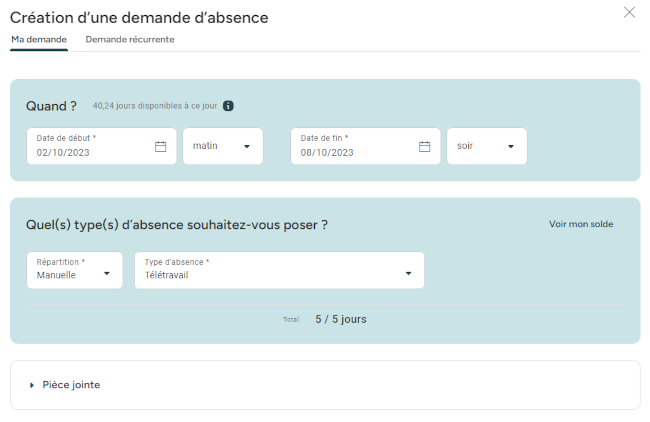 Création d'une demande d'absence
Ma demande Demande récurrente
Quand ? 40,24 jours disponibles à ce jour
Date de début * Date de fin *
02/10/2023 matin 08/10/2023 soir
Quel(s) type(s) d'absence souhaitez-vous poser ? Voir mon solde
Répartition * Type d'absence *
Manuelle Télétravail
Total 5 / 5 jours
Pièce jointe